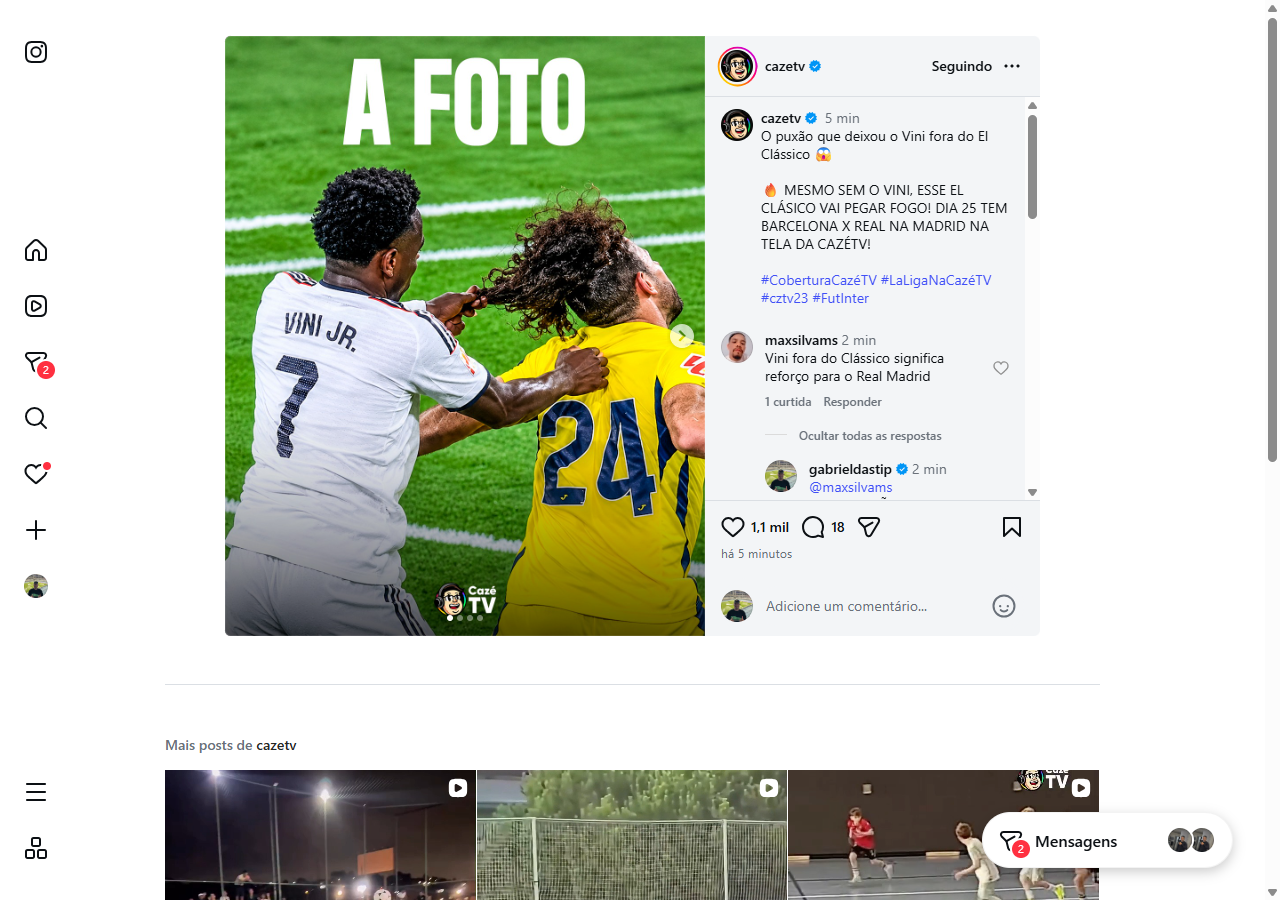 A FOTO
VINI JR.
7
24
Cazé
TV
cazetv
Seguindo
cazetv 5 min
O puxão que deixou o Vini fora do El
Clássico 😱
🔥 MESMO SEM O VINI, ESSE EL
CLÁSICO VAI PEGAR FOGO! DIA 25 TEM
BARCELONA X REAL NA MADRID NA
TELA DA CAZÉTV!
#CoberturaCazéTV #LaLigaNaCazéTV
#cztv23 #FutInter
maxsilvams 2 min
Vini fora do Clássico significa
reforço para o Real Madrid
1 curtida Responder
Ocultar todas as respostas
gabrieldastip 2 min
@maxsilvams
1,1 mil 18
há 5 minutos
Adicione um comentário...
2
Mais posts de cazetv
Cazé
TV
2
Mensagens